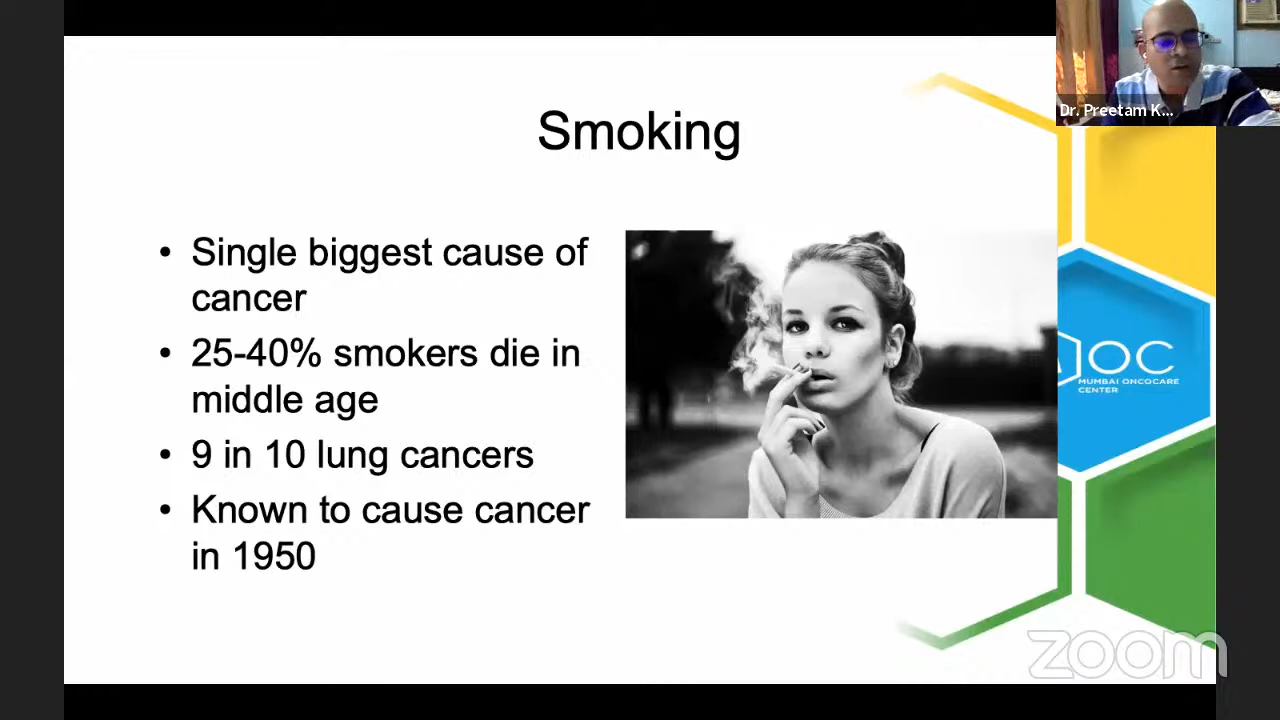 Dr. Preetam K...
Smoking
• Single biggest cause of
cancer
• 25-40% smokers die in
middle age
• 9 in 10 lung cancers
• Known to cause cancer
in 1950
OC
MUMBAI ONCOCARE
CENTER
zoom